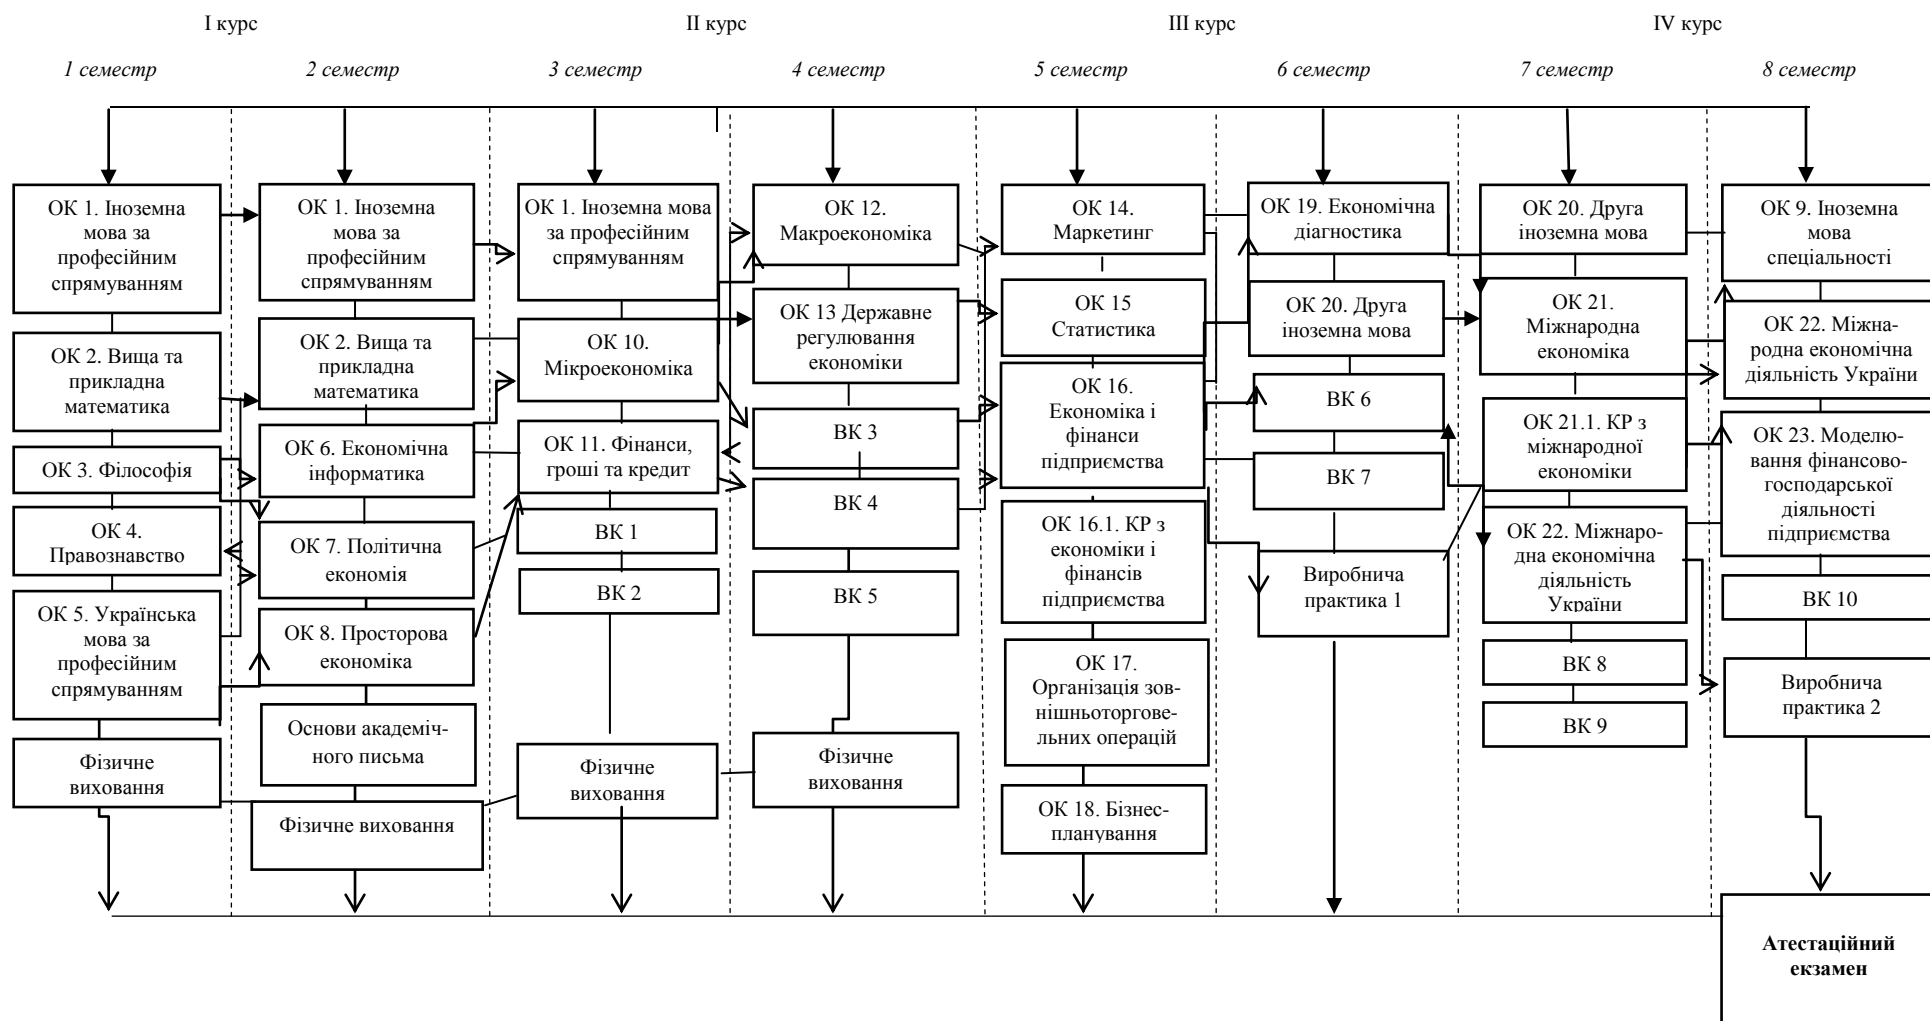 І курс
ІІ курс
ІІІ курс
IV курс
1 семестр
2 семестр
3 семестр
4 семестр
5 семестр
6 семестр
7 семестр
8 семестр
ОК 1. Іноземна
мова за
професійним
спрямуванням
ОК 2. Вища та
прикладна
математика
ОК 3. Філософія
ОК 4.
Правознавство
ОК 5. Українська
мова за
професійним
спрямуванням
Фізичне
виховання
ОК 1. Іноземна
мова за
професійним
спрямуванням
ОК 2. Вища та
прикладна
математика
ОК 6. Економічна
інформатика
ОК 7. Політична
економія
ОК 8. Просторова
економіка
Основи академіч-
ного письма
Фізичне виховання
ОК 1. Іноземна мова
за професійним
спрямуванням
ОК 10.
Мікроекономіка
ОК 11. Фінанси,
гроші та кредит
ВК 1
ВК 2
Фізичне
виховання
ОК 12.
Макроекономіка
ОК 13 Державне
регулювання
економіки
ВК 3
ВК 4
ВК 5
Фізичне
виховання
ОК 14.
Маркетинг
ОК 15
Статистика
ОК 16.
Економіка і
фінанси
підприємства
ОК 16.1. КР з
економіки і
фінансів
підприємства
ОК 17.
Організація зов-
нішньоторгове-
льних операцій
ОК 18. Бізнес-
планування
ОК 19. Економічна
діагностика
ОК 20. Друга
іноземна мова
ВК 6
ВК 7
Виробнича
практика 1
ОК 20. Друга
іноземна мова
ОК 21.
Міжнародна
економіка
ОК 21.1. КР з
міжнародної
економіки
ОК 22. Міжнаро-
дна економічна
діяльність
України
ВК 8
ВК 9
ОК 9. Іноземна
мова
спеціальності
ОК 22. Міжна-
родна економічна
діяльність України
ОК 23. Моделю-
вання фінансово-
господарської
діяльності
підприємства
ВК 10
Виробнича
практика 2
Атестаційний
екзамен